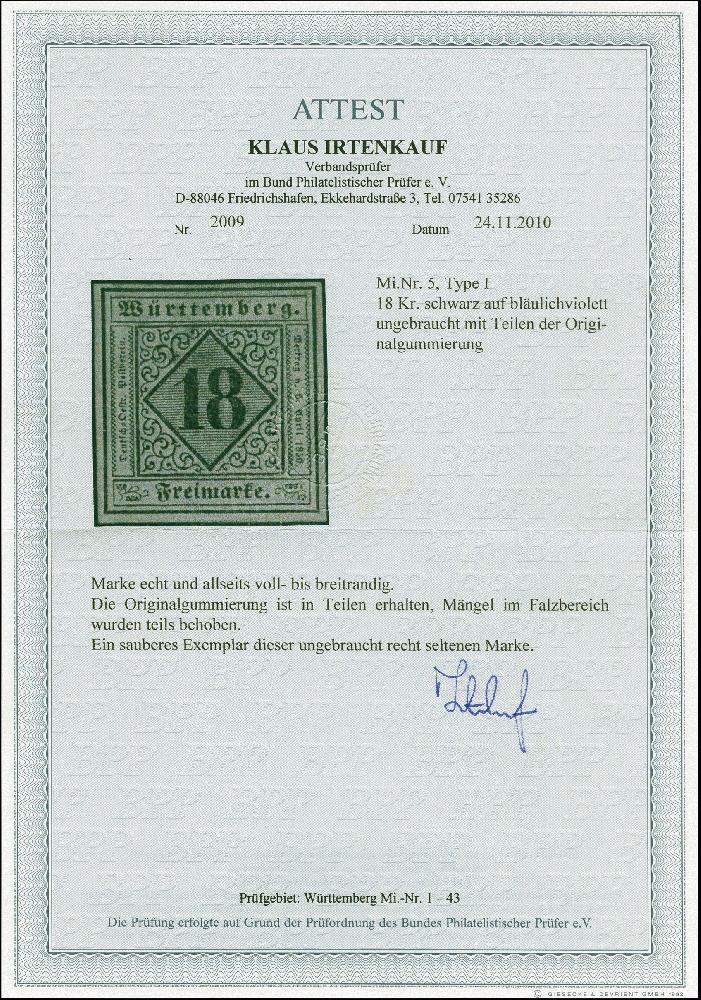 ATTEST
KLAUS IRTENKAUF
Verbandsprüfer
im Bund Philatelistischer Prüfer e. V.
D-88046 Friedrichshafen, Ekkehardstraße 3, Tel. 07541 35286
Nr. 2009 Datum 24.11.2010
Mi.Nr. 5, Type I
18 Kr. schwarz auf bläulichviolett
ungebraucht mit Teilen der Origi-
nalgummierung
Württemberg.
18
Freimarke.
Marke echt und allseits voll- bis breitrandig.
Die Originalgummierung ist in Teilen erhalten, Mängel im Falzbereich
wurden teils behoben.
Ein sauberes Exemplar dieser ungebraucht recht seltenen Marke.
Prüfgebiet: Württemberg Mi.-Nr. 1 – 43
Die Prüfung erfolgte auf Grund der Prüfordnung des Bundes Philatelistischer Prüfer e.V.
© GIESECKE & DEVRIENT GMBH